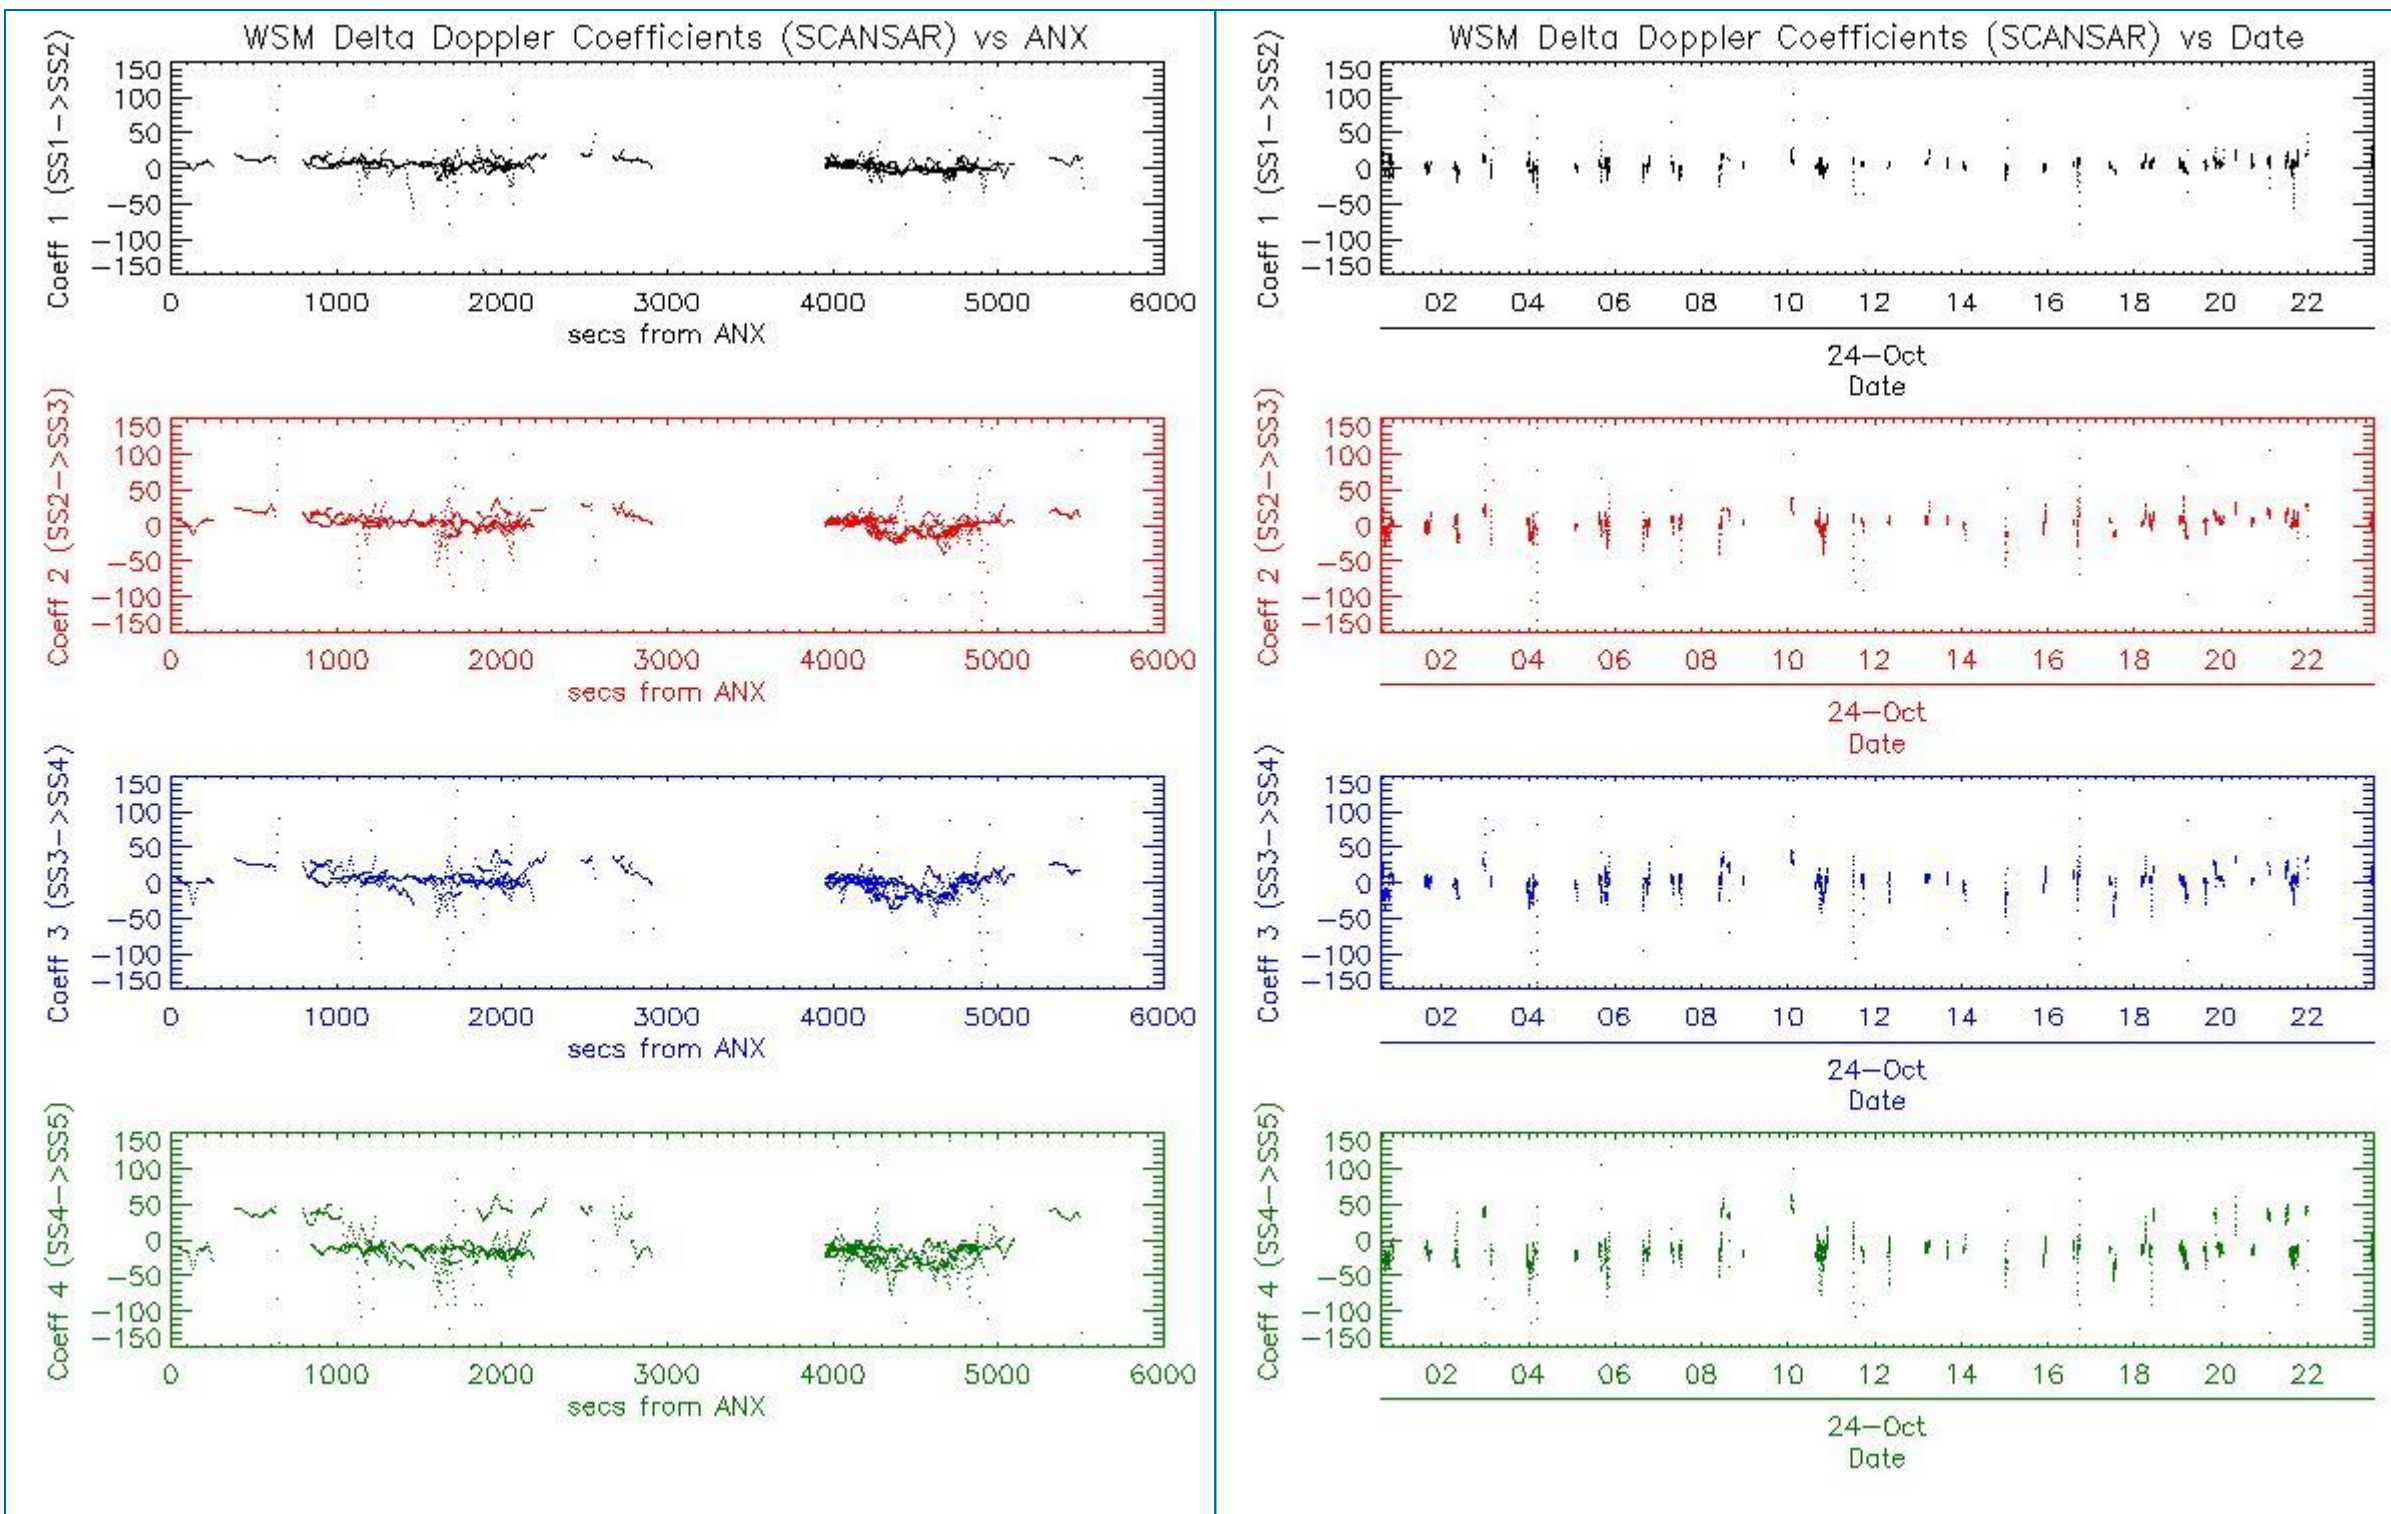 WSM Delta Doppler Coefficients (SCANSAR) vs ANX
Coeff 1 (SS1->SS2)
150
100
50
0
-50
-100
-150
0 1000 2000 3000 4000 5000 6000
secs from ANX
Coeff 2 (SS2->SS3)
150
100
50
0
-50
-100
-150
0 1000 2000 3000 4000 5000 6000
secs from ANX
Coeff 3 (SS3->SS4)
150
100
50
0
-50
-100
-150
0 1000 2000 3000 4000 5000 6000
secs from ANX
Coeff 4 (SS4->SS5)
150
100
50
0
-50
-100
-150
0 1000 2000 3000 4000 5000 6000
secs from ANX
WSM Delta Doppler Coefficients (SCANSAR) vs Date
Coeff 1 (SS1->SS2)
150
100
50
0
-50
-100
-150
02 04 06 08 10 12 14 16 18 20 22
24-Oct
Date
Coeff 2 (SS2->SS3)
150
100
50
0
-50
-100
-150
02 04 06 08 10 12 14 16 18 20 22
24-Oct
Date
Coeff 3 (SS3->SS4)
150
100
50
0
-50
-100
-150
02 04 06 08 10 12 14 16 18 20 22
24-Oct
Date
Coeff 4 (SS4->SS5)
150
100
50
0
-50
-100
-150
02 04 06 08 10 12 14 16 18 20 22
24-Oct
Date